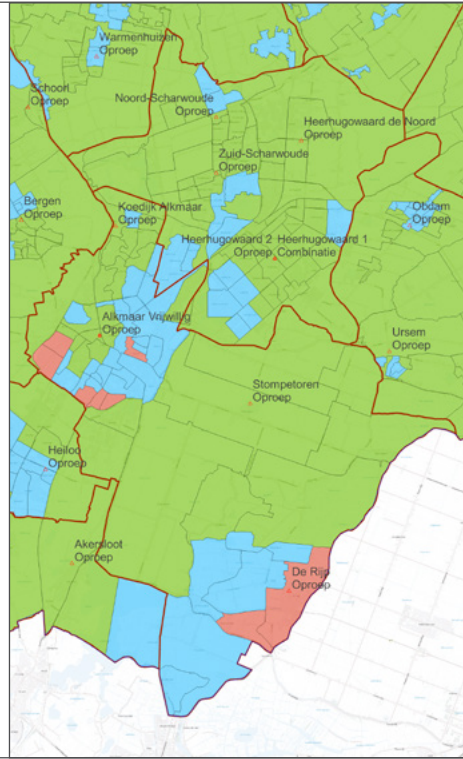 Warmenhuizen
Oproep
Schoorl
Oproep
Noord-Scharwoude
Oproep
Heerhugowaard de Noord
Oproep
Zuid-Scharwoude
Oproep
Bergen
Oproep
Koedijk Alkmaar
Oproep
Obdam
Oproep
Heerhugowaard 2
Oproep
Heerhugowaard 1
Combinatie
Alkmaar Vrijwillig
Oproep
Ursem
Oproep
Stompetoren
Oproep
Heiloo
Oproep
Akersloot
Oproep
De Rijp
Oproep